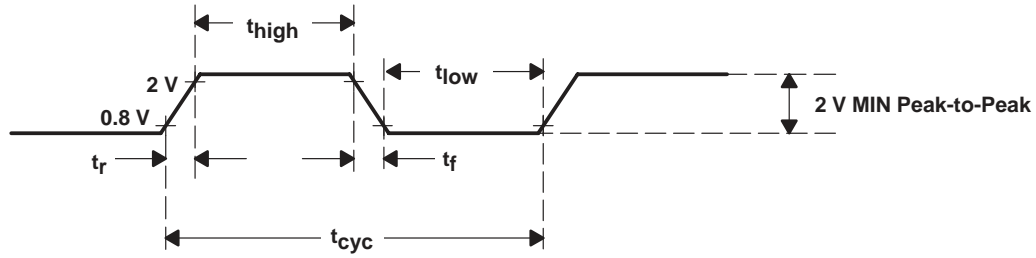 thigh
2 V
tlow
0.8 V
2 V MIN Peak-to-Peak
tr
tf
tcyc